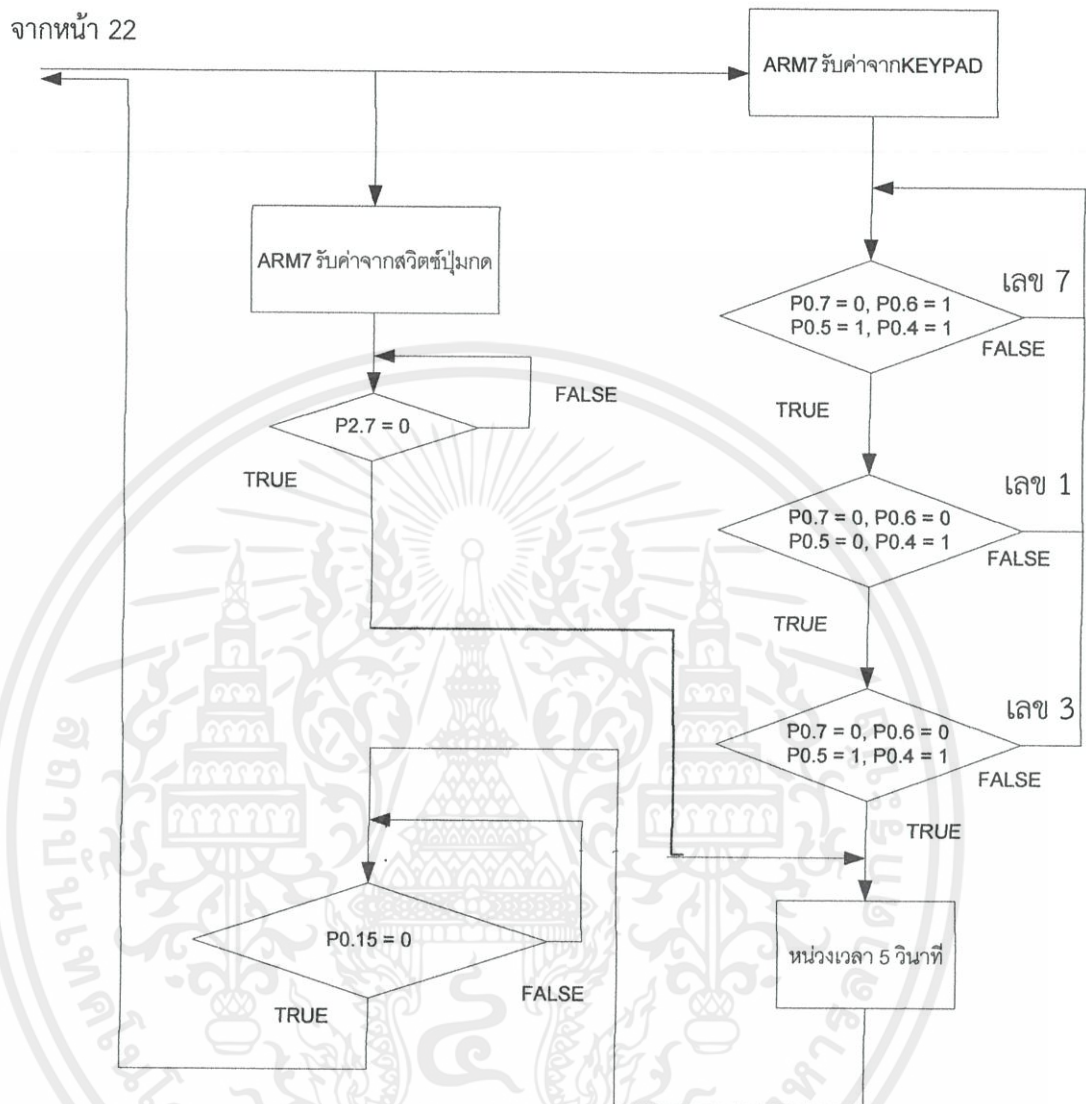 จากหน้า 22
ARM7 รับค่าจากKEYPAD
ARM7 รับค่าจากสวิตซ์ปุ่มกด
เลข 7
P0.7 = 0, P0.6 = 1
P0.5 = 1, P0.4 = 1
FALSE
TRUE
FALSE
P2.7 = 0
TRUE
เลข 1
P0.7 = 0, P0.6 = 0
P0.5 = 0, P0.4 = 1
FALSE
TRUE
เลข 3
P0.7 = 0, P0.6 = 0
P0.5 = 1, P0.4 = 1
FALSE
TRUE
P0.15 = 0
FALSE
TRUE
หน่วงเวลา 5 วินาที